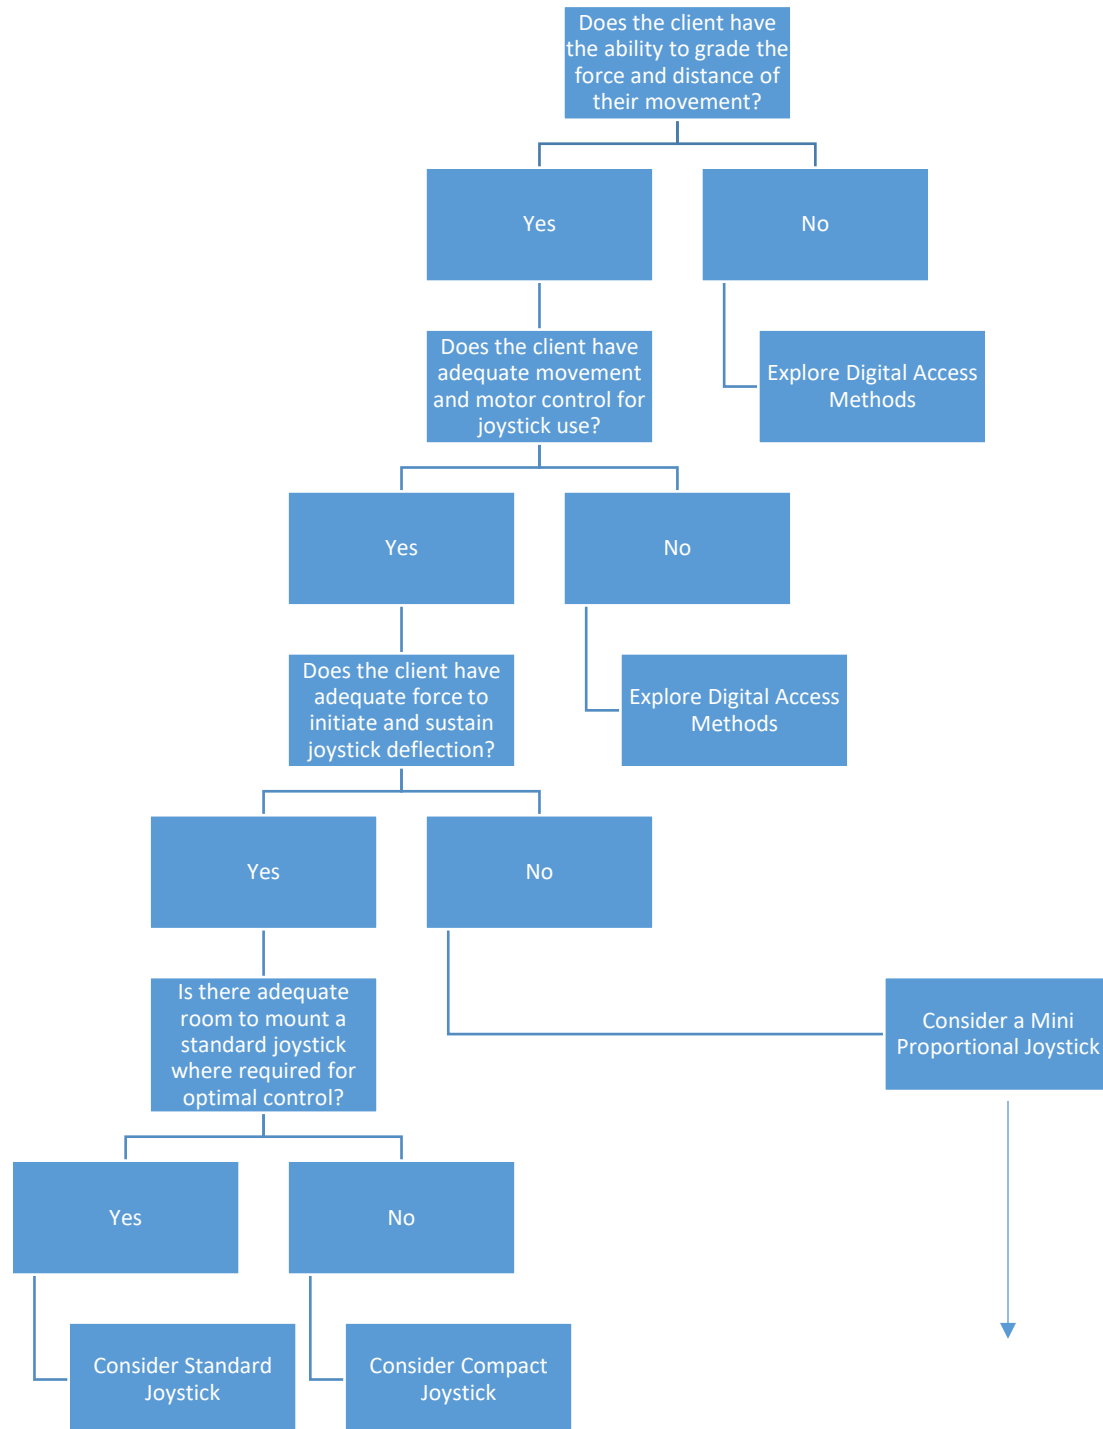 Does the client have
the ability to grade the
force and distance of
their movement?
Yes
No
Does the client have
adequate movement
and motor control for
joystick use?
Explore Digital Access
Methods
Yes
No
Does the client have
adequate force to
initiate and sustain
joystick deflection?
Explore Digital Access
Methods
Yes
No
Is there adequate
room to mount a
standard joystick
where required for
optimal control?
Consider a Mini
Proportional Joystick
Yes
No
Consider Standard
Joystick
Consider Compact
Joystick